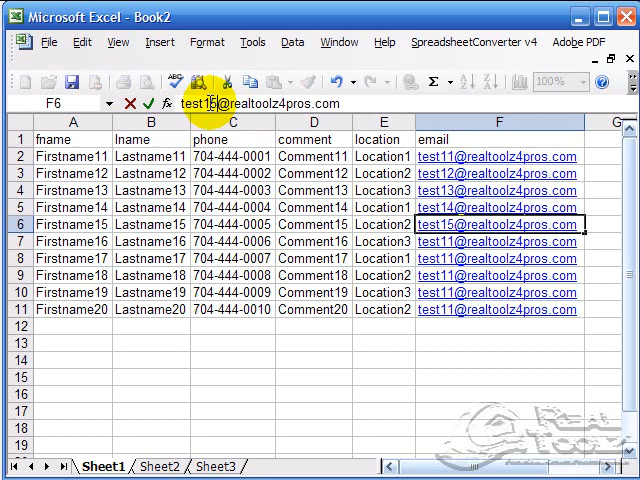 Microsoft Excel - Book2
File Edit View Insert Format Tools Data Window Help SpreadsheetConverter v4 Adobe PDF
100%
F6 fx test15@realtoolz4pros.com
A B C D E F G
1 fname lname phone comment location email
2 Firstname11 Lastname11 704-444-0001 Comment11 Location1 test11@realtoolz4pros.com
3 Firstname12 Lastname12 704-444-0002 Comment12 Location2 test12@realtoolz4pros.com
4 Firstname13 Lastname13 704-444-0003 Comment13 Location3 test13@realtoolz4pros.com
5 Firstname14 Lastname14 704-444-0004 Comment14 Location1 test14@realtoolz4pros.com
6 Firstname15 Lastname15 704-444-0005 Comment15 Location2 test15@realtoolz4pros.com
7 Firstname16 Lastname16 704-444-0006 Comment16 Location3 test11@realtoolz4pros.com
8 Firstname17 Lastname17 704-444-0007 Comment17 Location1 test11@realtoolz4pros.com
9 Firstname18 Lastname18 704-444-0008 Comment18 Location2 test11@realtoolz4pros.com
10 Firstname19 Lastname19 704-444-0009 Comment19 Location3 test11@realtoolz4pros.com
11 Firstname20 Lastname20 704-444-0010 Comment20 Location2 test11@realtoolz4pros.com
12
13
14
15
16
17
18
19
Real Toolz
Sheet1 Sheet2 Sheet3